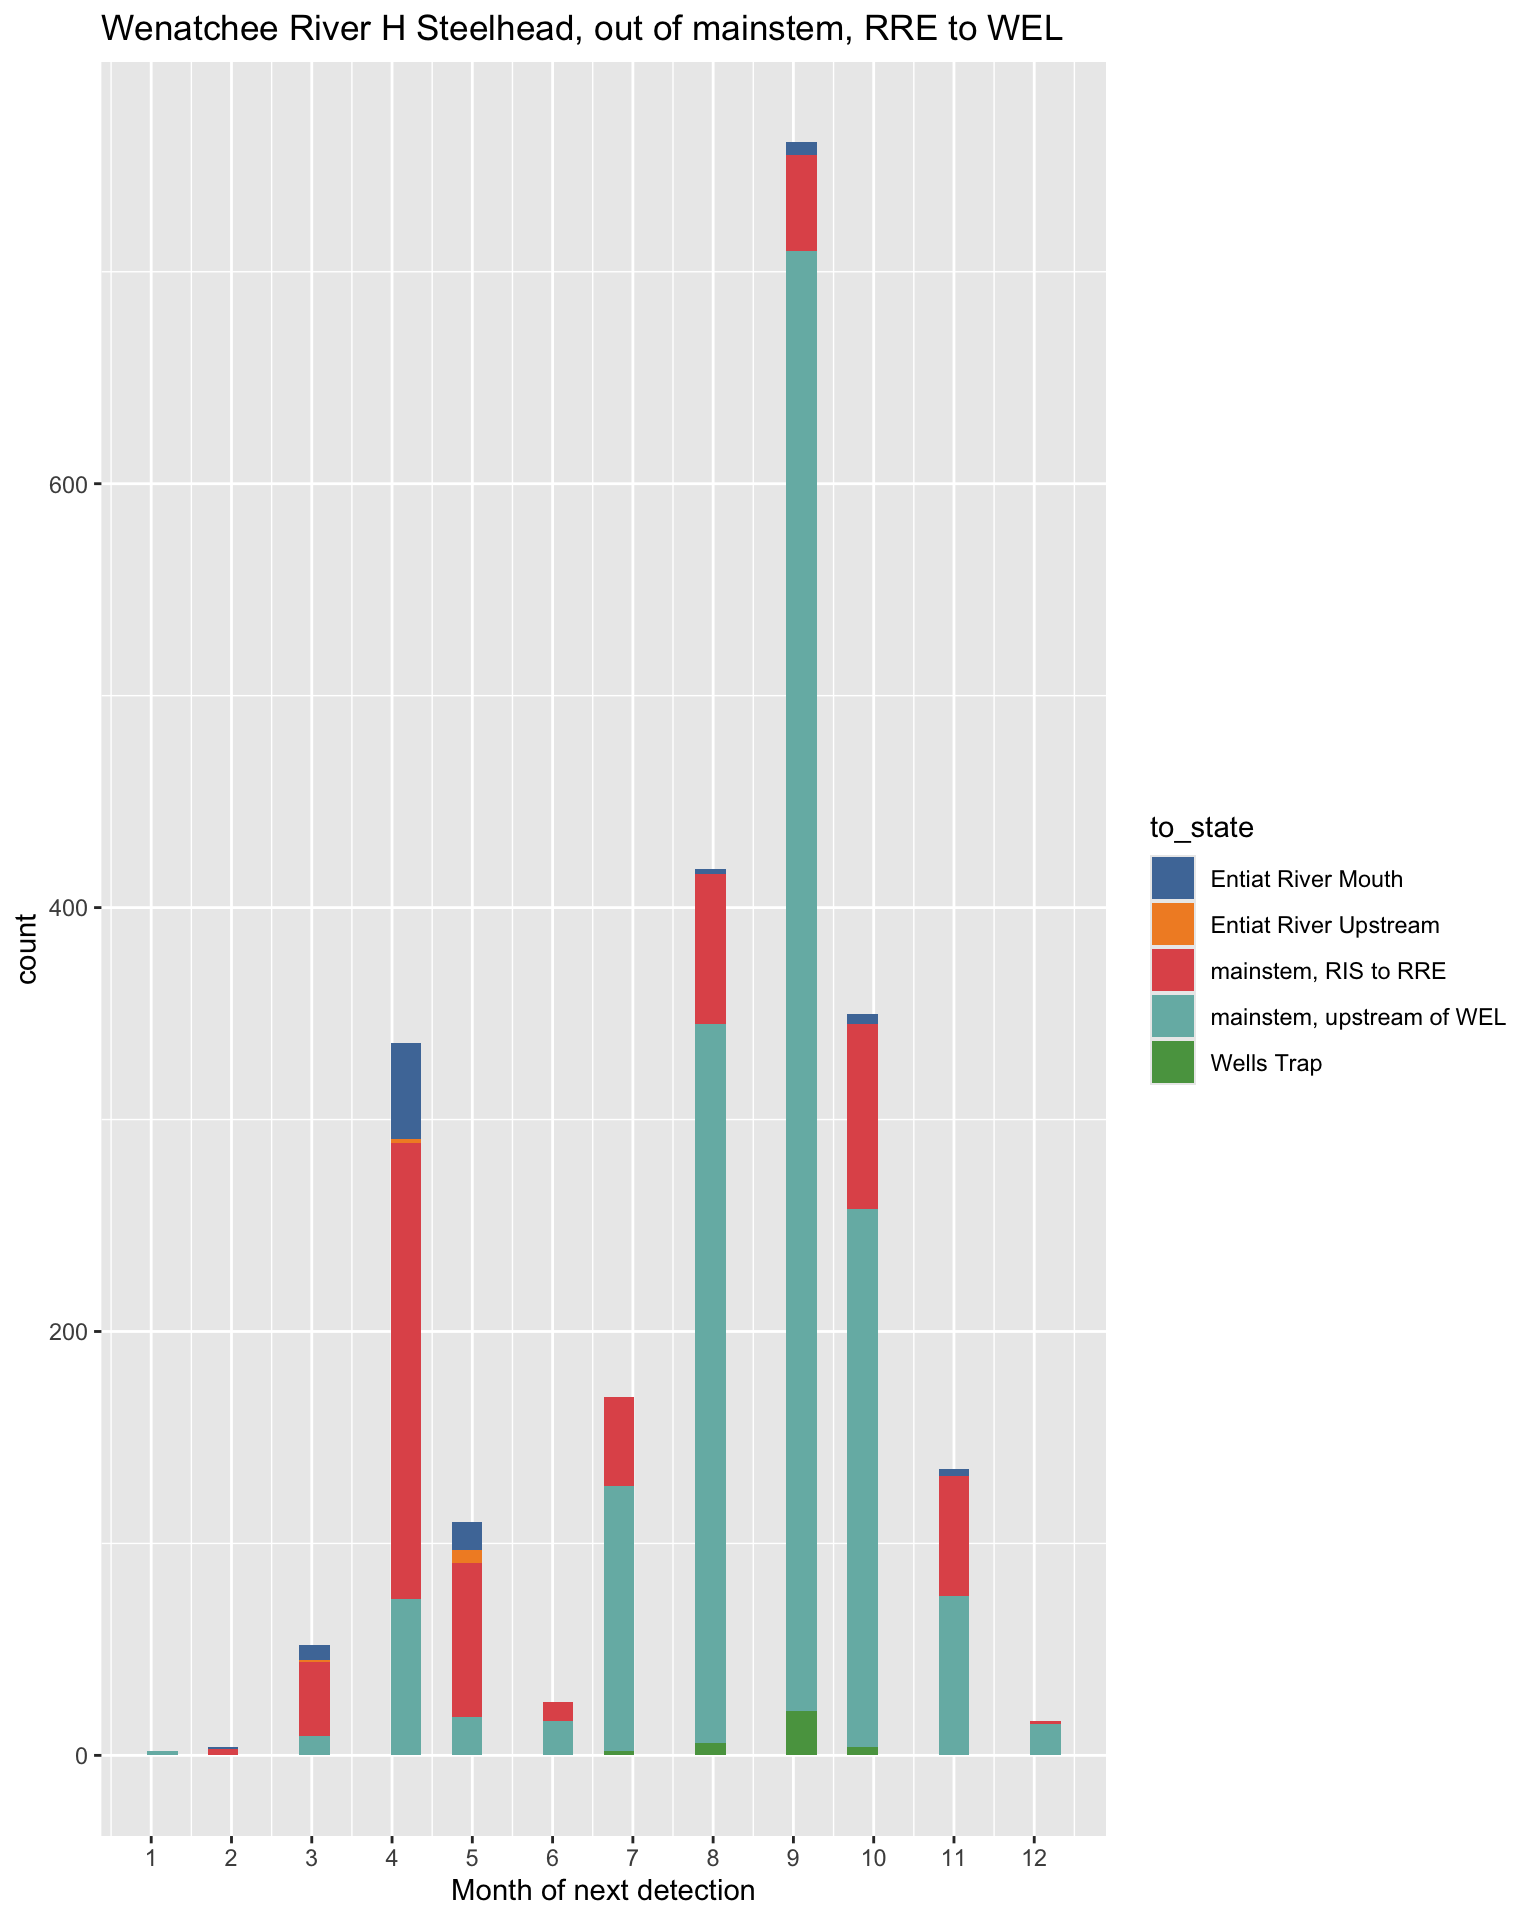 Wenatchee River H Steelhead, out of mainstem, RRE to WEL
count
600
400
200
0
1 2 3 4 5 6 7 8 9 10 11 12
Month of next detection
to_state
Entiat River Mouth
Entiat River Upstream
mainstem, RIS to RRE
mainstem, upstream of WEL
Wells Trap